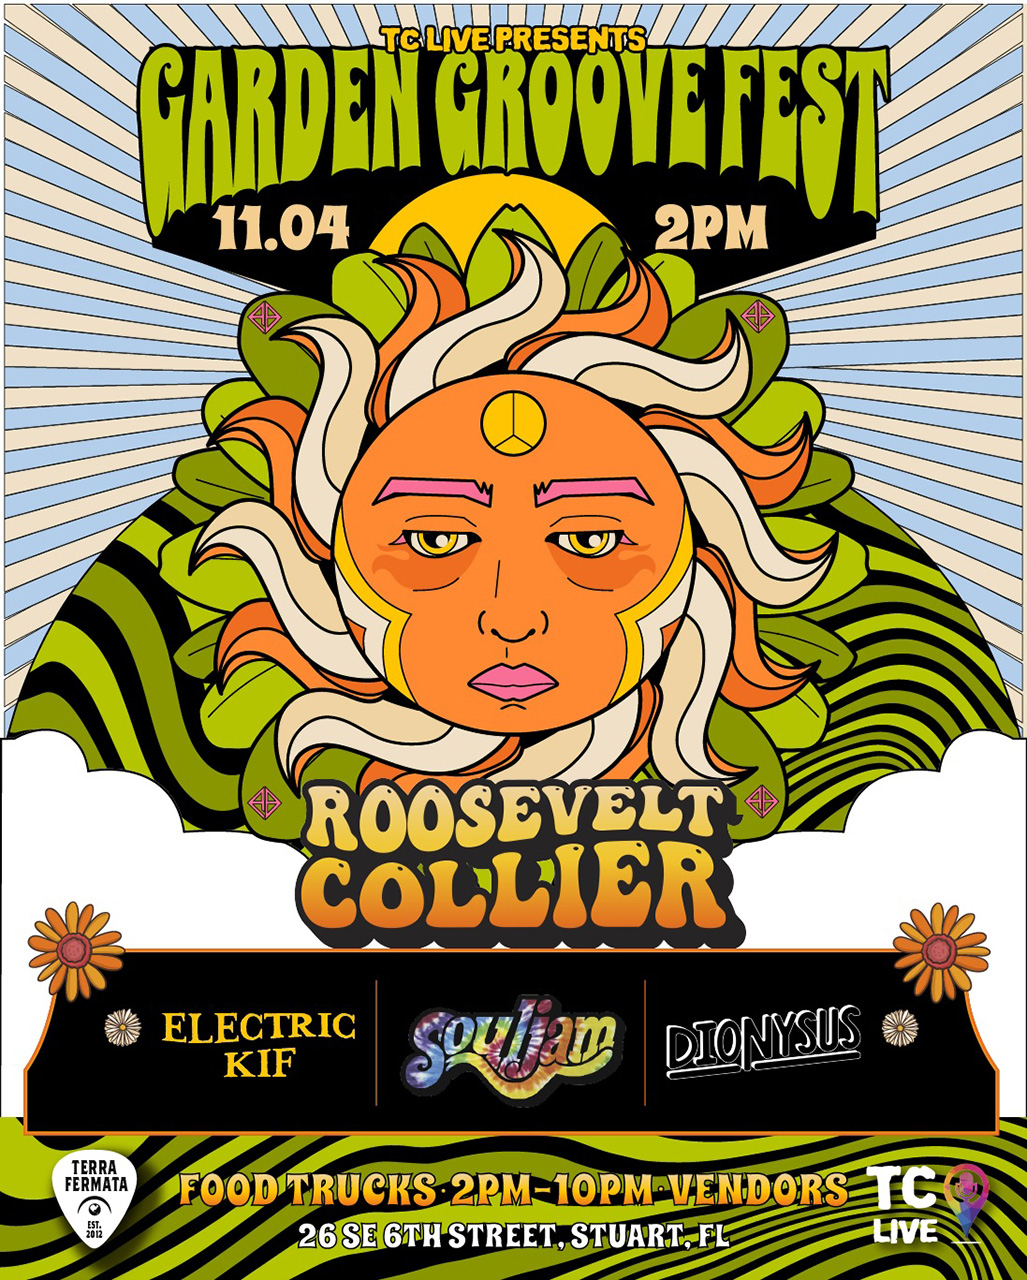 TC LIVE PRESENTS
GARDEN GROOVE FEST
11.04
2PM
ROOSEVELT
COLLIER
ELECTRIC
KIF
Souljam
DIONYSUS
TERRA
FERMATA
EST.
2012
FOOD TRUCKS · 2PM-10PM · VENDORS
26 SE 6TH STREET, STUART, FL
TC
LIVE